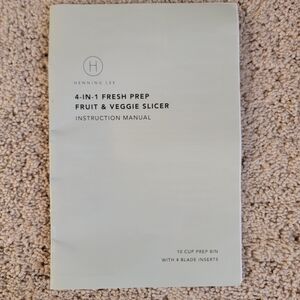 H
HENNING LEE
4-IN-1 FRESH PREP
FRUIT & VEGGIE SLICER
INSTRUCTION MANUAL
10 CUP PREP BIN
WITH 4 BLADE INSERTS